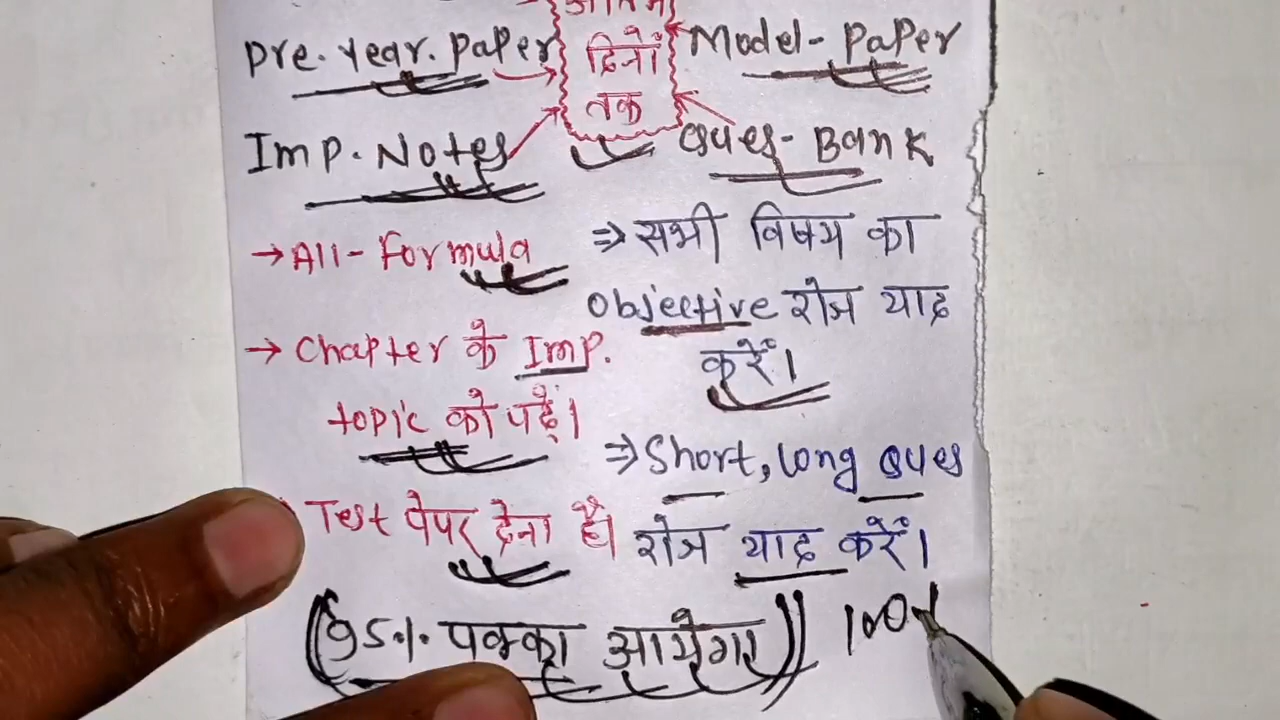 Pre. Year. Paper
दिनों
तक
Model- Paper
Imp. Notes
Ques- Bank
→ All- Formula
→ Chapter के Imp.
topic को पढ़ें।
Test पेपर देना है।
⇒ सभी विषय का
Objective रोज याद
करें।
⇒ Short, long Ques
रोज याद करें।
(95% पक्का आयेगा))